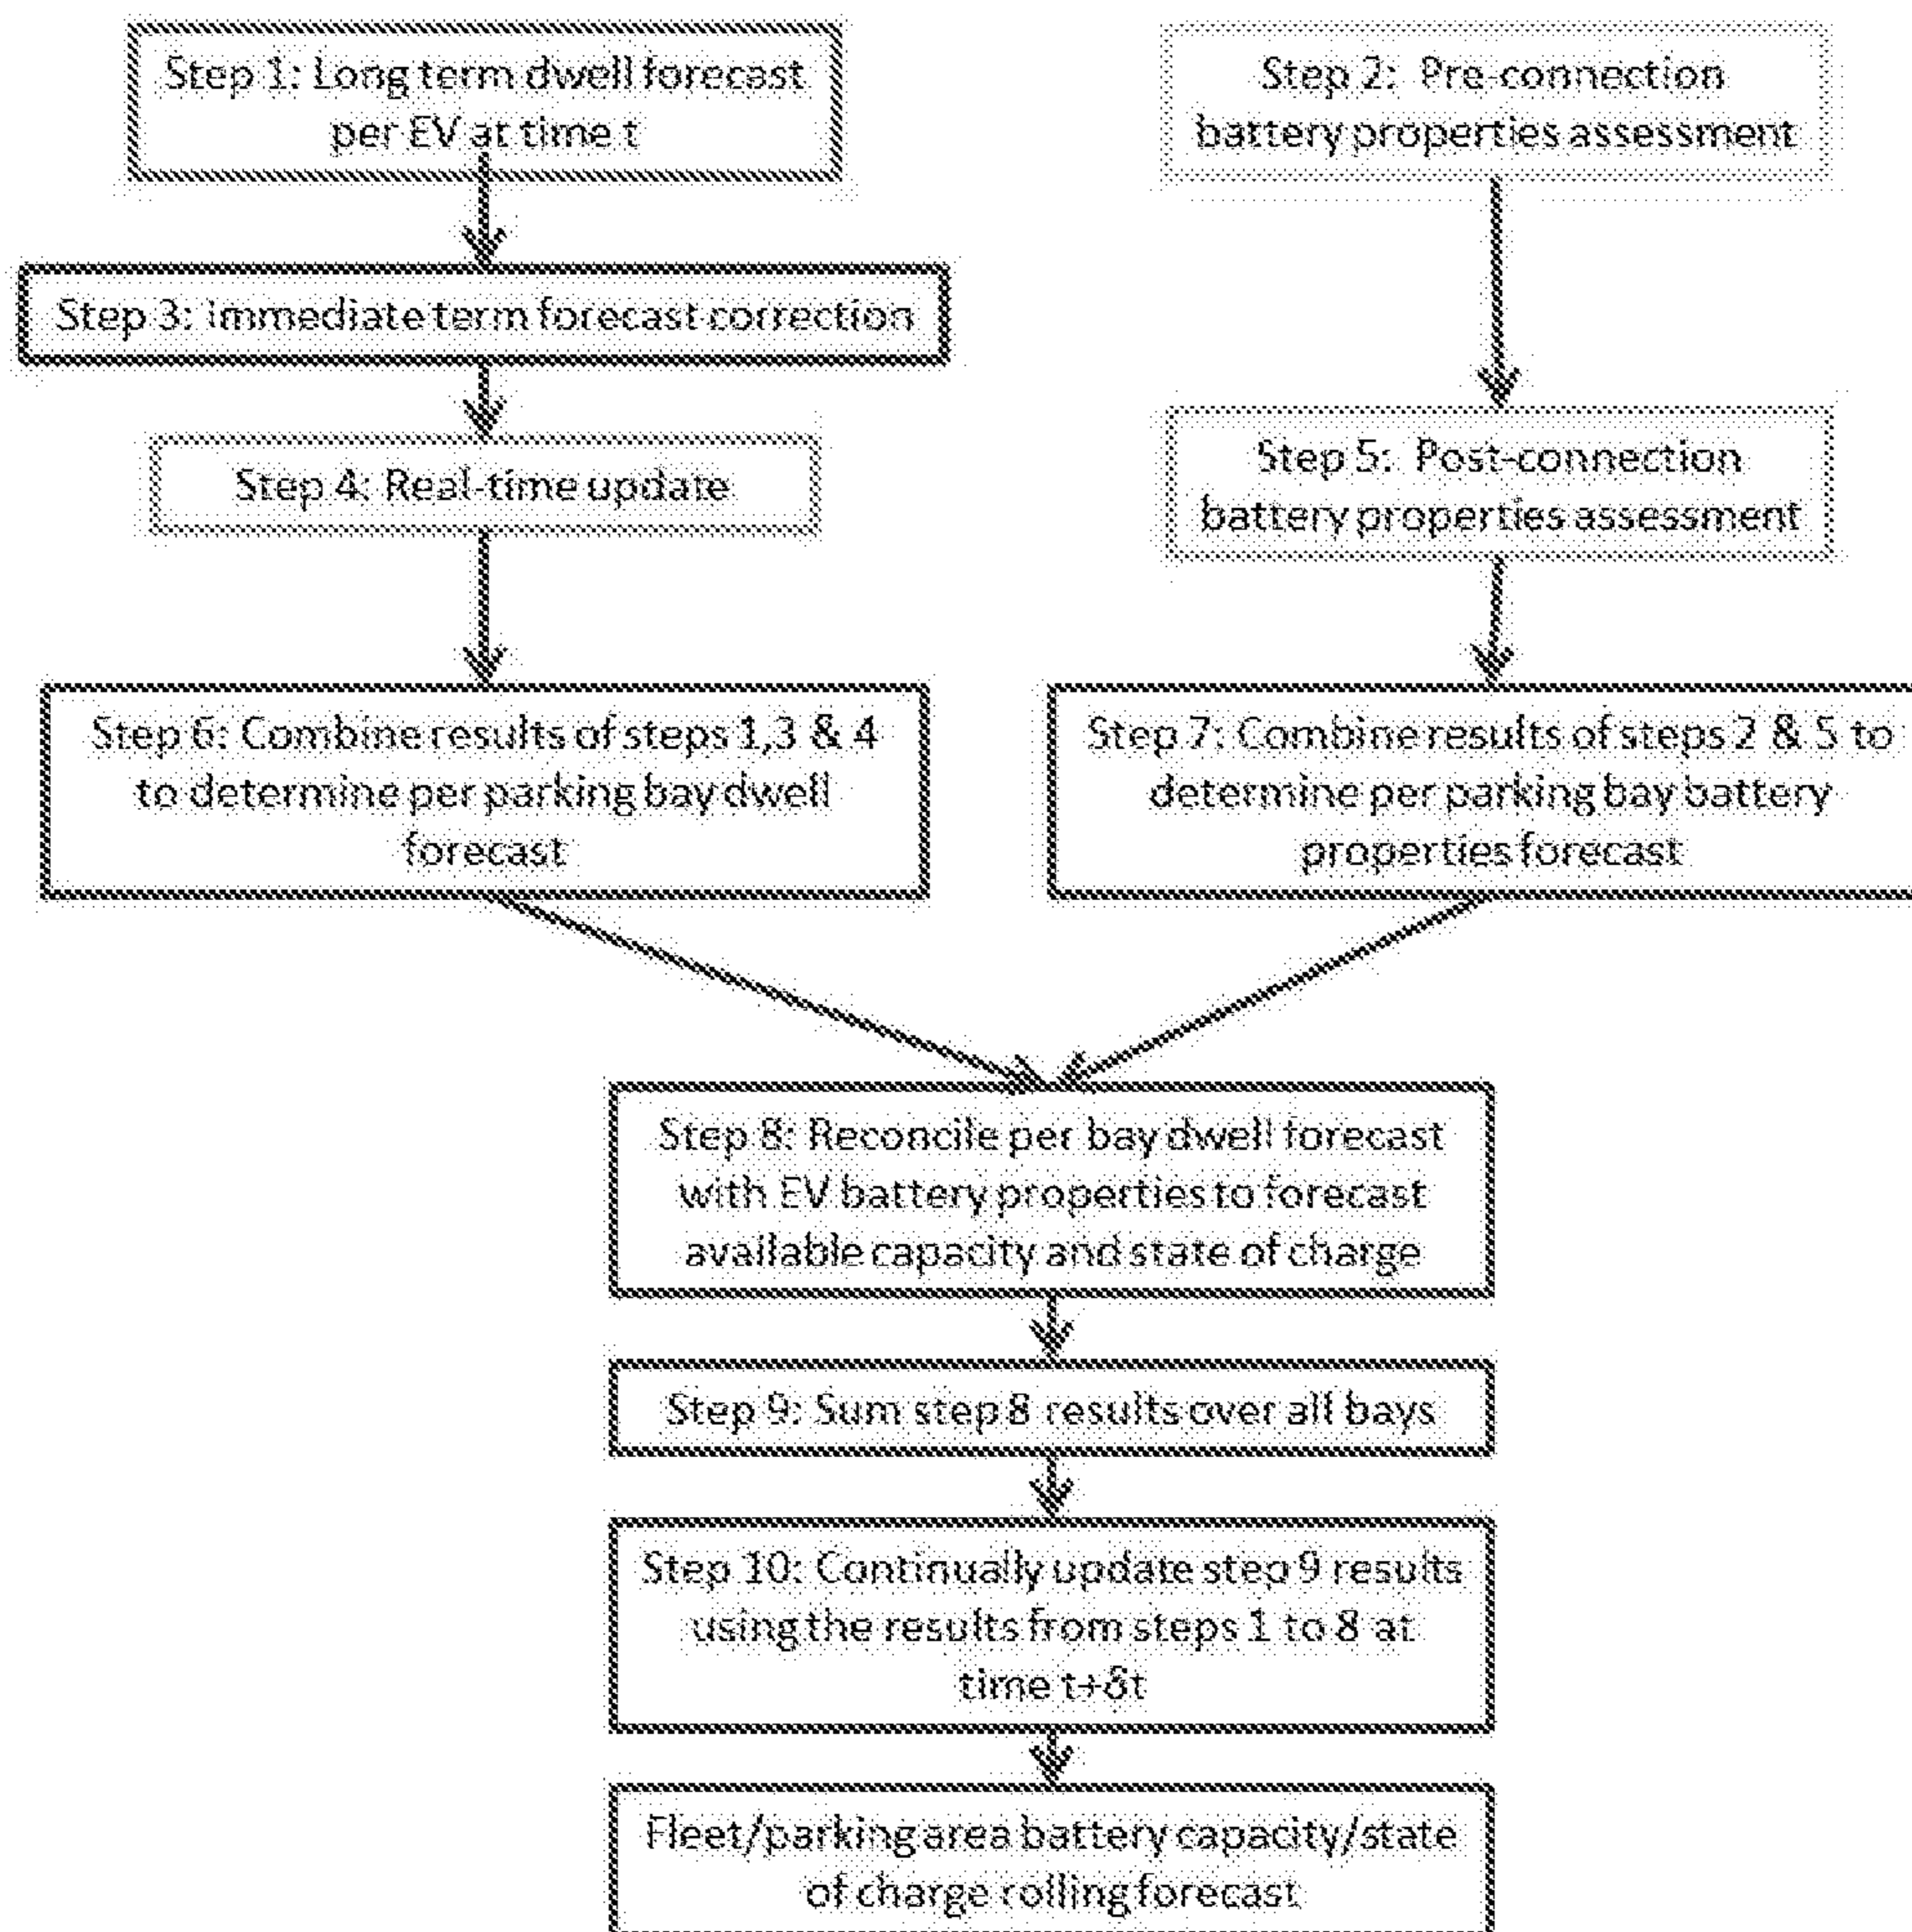 Step 1: Long term dwell forecast
per EV at time t
Step 2: Pre-connection
battery properties assessment
Step 3: Immediate term forecast correction
Step 4: Real-time update
Step 5: Post-connection
battery properties assessment
Step 6: Combine results of steps 1,3 & 4
to determine per parking bay dwell
forecast
Step 7: Combine results of steps 2 & 5 to
determine per parking bay battery
properties forecast
Step 8: Reconcile per bay dwell forecast
with EV battery properties to forecast
available capacity and state of charge
Step 9: Sum step 8 results over all bays
Step 10: Continually update step 9 results
using the results from steps 1 to 8 at
time t+δt
Fleet/parking area battery capacity/state
of charge rolling forecast